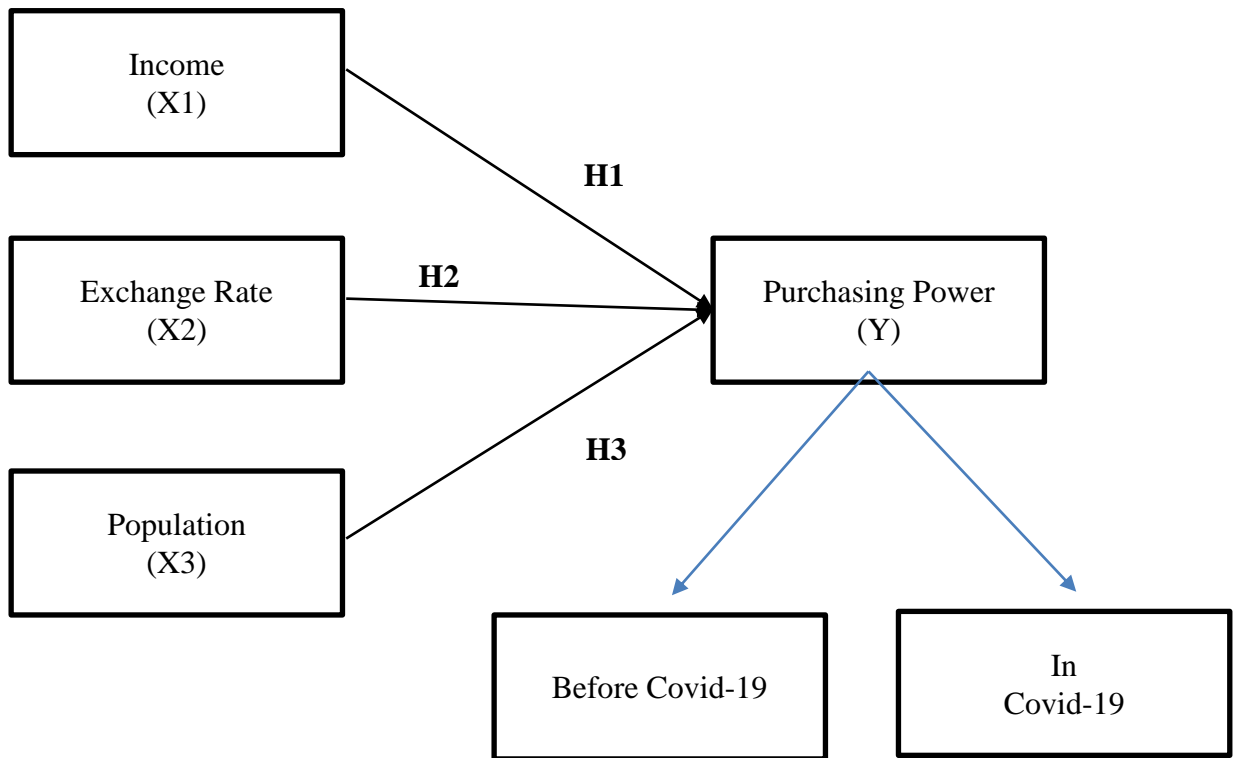 Income
(X1)
H1
Exchange Rate
(X2)
H2
Purchasing Power
(Y)
H3
Population
(X3)
Before Covid-19
In
Covid-19